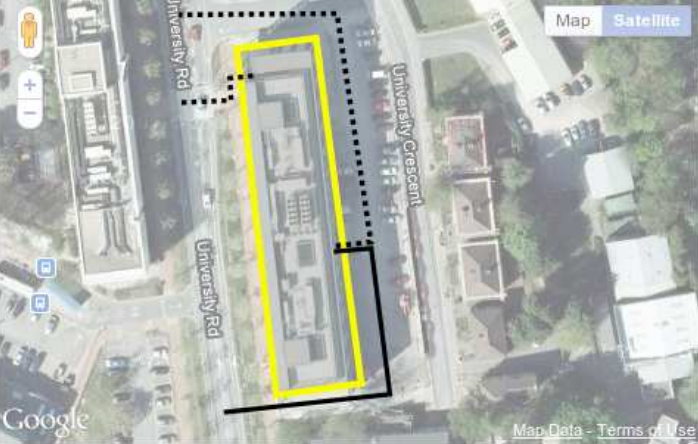 Map Satellite
University Rd
University Crescent
University Rd
Google
Map Data - Terms of Use